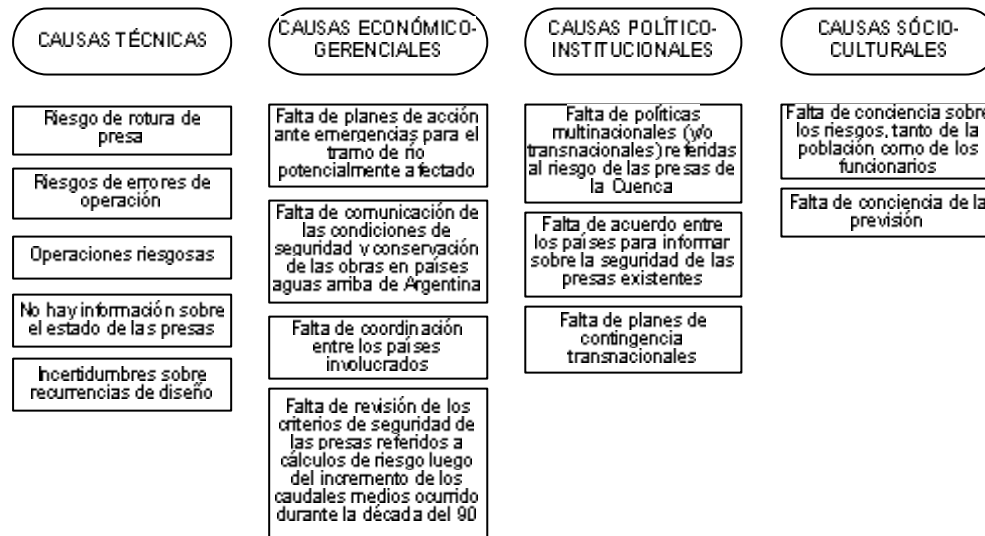 CAUSAS TÉCNICAS
Riesgo de rotura de
presa
Riesgos de errores de
operación
Operaciones riesgosas
No hay información sobre
el estado de las presas
Incertidumbres sobre
recurrencias de diseño
CAUSAS ECONÓMICO-
GERENCIALES
Falta de planes de acción
ante emergencias para el
tramo de río
potencialmente afectado
Falta de comunicación de
las condiciones de
seguridad y conservación
de las obras en países
aguas arriba de Argentina
Falta de coordinación
entre los países
involucrados
Falta de revisión de los
criterios de seguridad de
las presas referidos a
cálculos de riesgo luego
del incremento de los
caudales medios ocurrido
durante la década del 90
CAUSAS POLÍTICO-
INSTITUCIONALES
Falta de políticas
multinacionales (y/o
transnacionales) referidas
al riesgo de las presas de
la Cuenca
Falta de acuerdo entre
los países para informar
sobre la seguridad de las
presas existentes
Falta de planes de
contingencia
transnacionales
CAUSAS SÓCIO-
CULTURALES
Falta de conciencia sobre
los riesgos, tanto de la
población como de los
funcionarios
Falta de conciencia de la
previsión